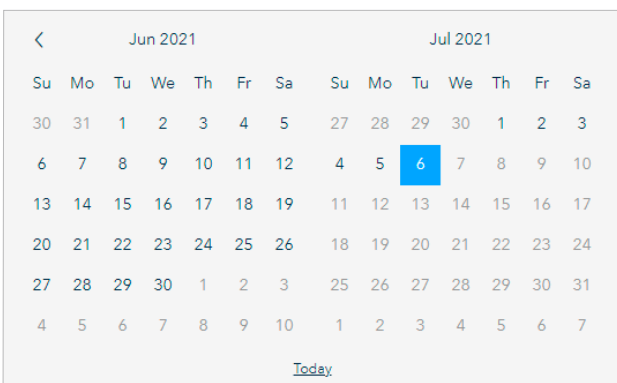 Jun 2021 Jul 2021
Su Mo Tu We Th Fr Sa Su Mo Tu We Th Fr Sa
30 31 1 2 3 4 5 27 28 29 30 1 2 3
6 7 8 9 10 11 12 4 5 6 7 8 9 10
13 14 15 16 17 18 19 11 12 13 14 15 16 17
20 21 22 23 24 25 26 18 19 20 21 22 23 24
27 28 29 30 1 2 3 25 26 27 28 29 30 31
4 5 6 7 8 9 10 1 2 3 4 5 6 7
Today